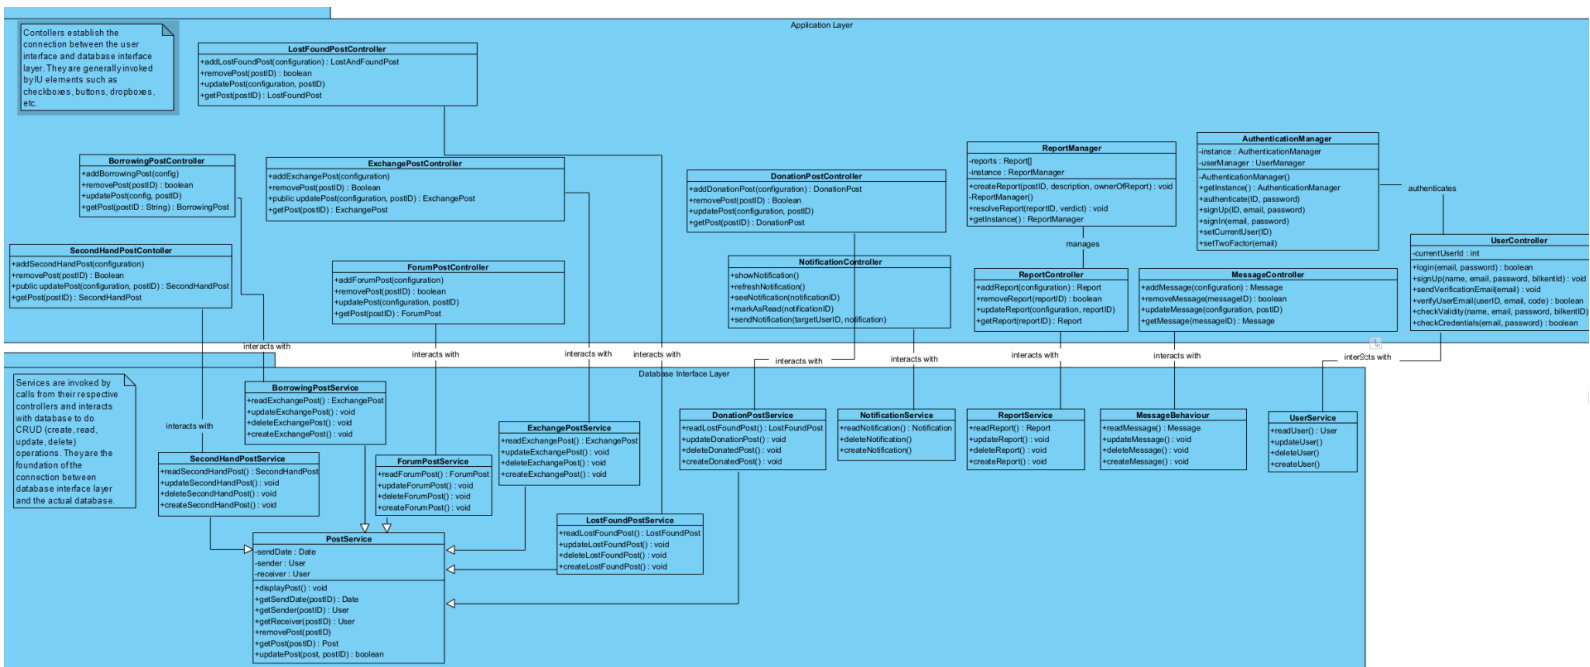 Application Layer
Contollers establish the
connection between the user
interface and database interface
layer. They are generally invoked
by IU elements such as
checkboxes, buttons, dropboxes,
etc.
LostFoundPostController
+addLostFoundPost(configuration) : LostAndFoundPost
+removePost(postID) : boolean
+updatePost(configuration, postID)
+getPost(postID) : LostFoundPost
BorrowingPostController
+addBorrowingPost(config)
+removePost(postID) : boolean
+updatePost(config, postID)
+getPost(postID : String) : BorrowingPost
ExchangePostController
+addExchangePost(configuration)
+removePost(postID) : Boolean
+public updatePost(configuration, postID) : ExchangePost
+getPost(postID) : ExchangePost
DonationPostController
+addDonationPost(configuration) : DonationPost
+removePost(postID) : Boolean
+updatePost(configuration, postID)
+getPost(postID) : DonationPost
ReportManager
-reports : Report[]
-instance : ReportManager
+createReport(postID, description, ownerOfReport) : void
-ReportManager()
+resolveReport(reportID, verdict) : void
+getInstance() : ReportManager
manages
AuthenticationManager
-instance : AuthenticationManager
-userManager : UserManager
-AuthenticationManager()
+getInstance() : AuthenticationManager
+authenticate(ID, password)
+signUp(ID, email, password)
+signIn(email, password)
+setCurrentUser(ID)
+setTwoFactor(email)
authenticates
SecondHandPostContoller
+addSecondHandPost(configuration)
+removePost(postID) : Boolean
+public updatePost(configuration, postID) : SecondHandPost
+getPost(postID) : SecondHandPost
ForumPostController
+addForumPost(configuration)
+removePost(postID) : boolean
+updatePost(configuration, postID)
+getPost(postID) : ForumPost
NotificationController
+showNotification()
+refreshNotification()
+seeNotification(notificationID)
+markAsRead(notificationID)
+sendNotification(targetUserID, notification)
ReportController
+addReport(configuration) : Report
+removeReport(reportID) : boolean
+updateReport(configuration, reportID)
+getReport(reportID) : Report
MessageController
+addMessage(configuration) : Message
+removeMessage(messageID) : boolean
+updateMessage(configuration, postID)
+getMessage(messageID) : Message
UserController
-currentUserId : int
+login(email, password) : boolean
+signUp(name, email, password, bilkentId) : void
+sendVerificationEmail(email) : void
+verifyUserEmail(userID, email, code) : boolean
+checkValidity(name, email, password, bilkentID)
+checkCredentials(email, password) : boolean
interacts with
interacts with
interacts with
interacts with
interacts with
interacts with
interacts with
interacts with
interacts with
interacts with
Database Interface Layer
Services are invoked by
calls from their respective
controllers and interacts
with database to do
CRUD (create, read,
update, delete)
operations. They are the
foundation of the
connection between
database interface layer
and the actual database.
BorrowingPostService
+readExchangePost() : ExchangePost
+updateExchangePost() : void
+deleteExchangePost() : void
+createExchangePost() : void
SecondHandPostService
+readSecondHandPost() : SecondHandPost
+updateSecondHandPost() : void
+deleteSecondHandPost() : void
+createSecondHandPost() : void
ForumPostService
+readForumPost() : ForumPost
+updateForumPost() : void
+deleteForumPost() : void
+createForumPost() : void
ExchangePostService
+readExchangePost() : ExchangePost
+updateExchangePost() : void
+deleteExchangePost() : void
+createExchangePost() : void
DonationPostService
+readLostFoundPost() : LostFoundPost
+updateDonationPost() : void
+deleteDonatedPost() : void
+createDonatedPost() : void
NotificationService
+readNotification() : Notification
+deleteNotification()
+createNotification()
ReportService
+readReport() : Report
+updateReport() : void
+deleteReport() : void
+createReport() : void
MessageBehaviour
+readMessage() : Message
+updateMessage() : void
+deleteMessage() : void
+createMessage() : void
UserService
+readUser() : User
+updateUser()
+deleteUser()
+createUser()
LostFoundPostService
+readLostFoundPost() : LostFoundPost
+updateLostFoundPost() : void
+deleteLostFoundPost() : void
+createLostFoundPost() : void
PostService
-sendDate : Date
-sender : User
-receiver : User
+displayPost() : void
+getSendDate(postID) : Date
+getSender(postID) : User
+getReceiver(postID) : User
+removePost(postID)
+getPost(postID) : Post
+updatePost(post, postID) : boolean